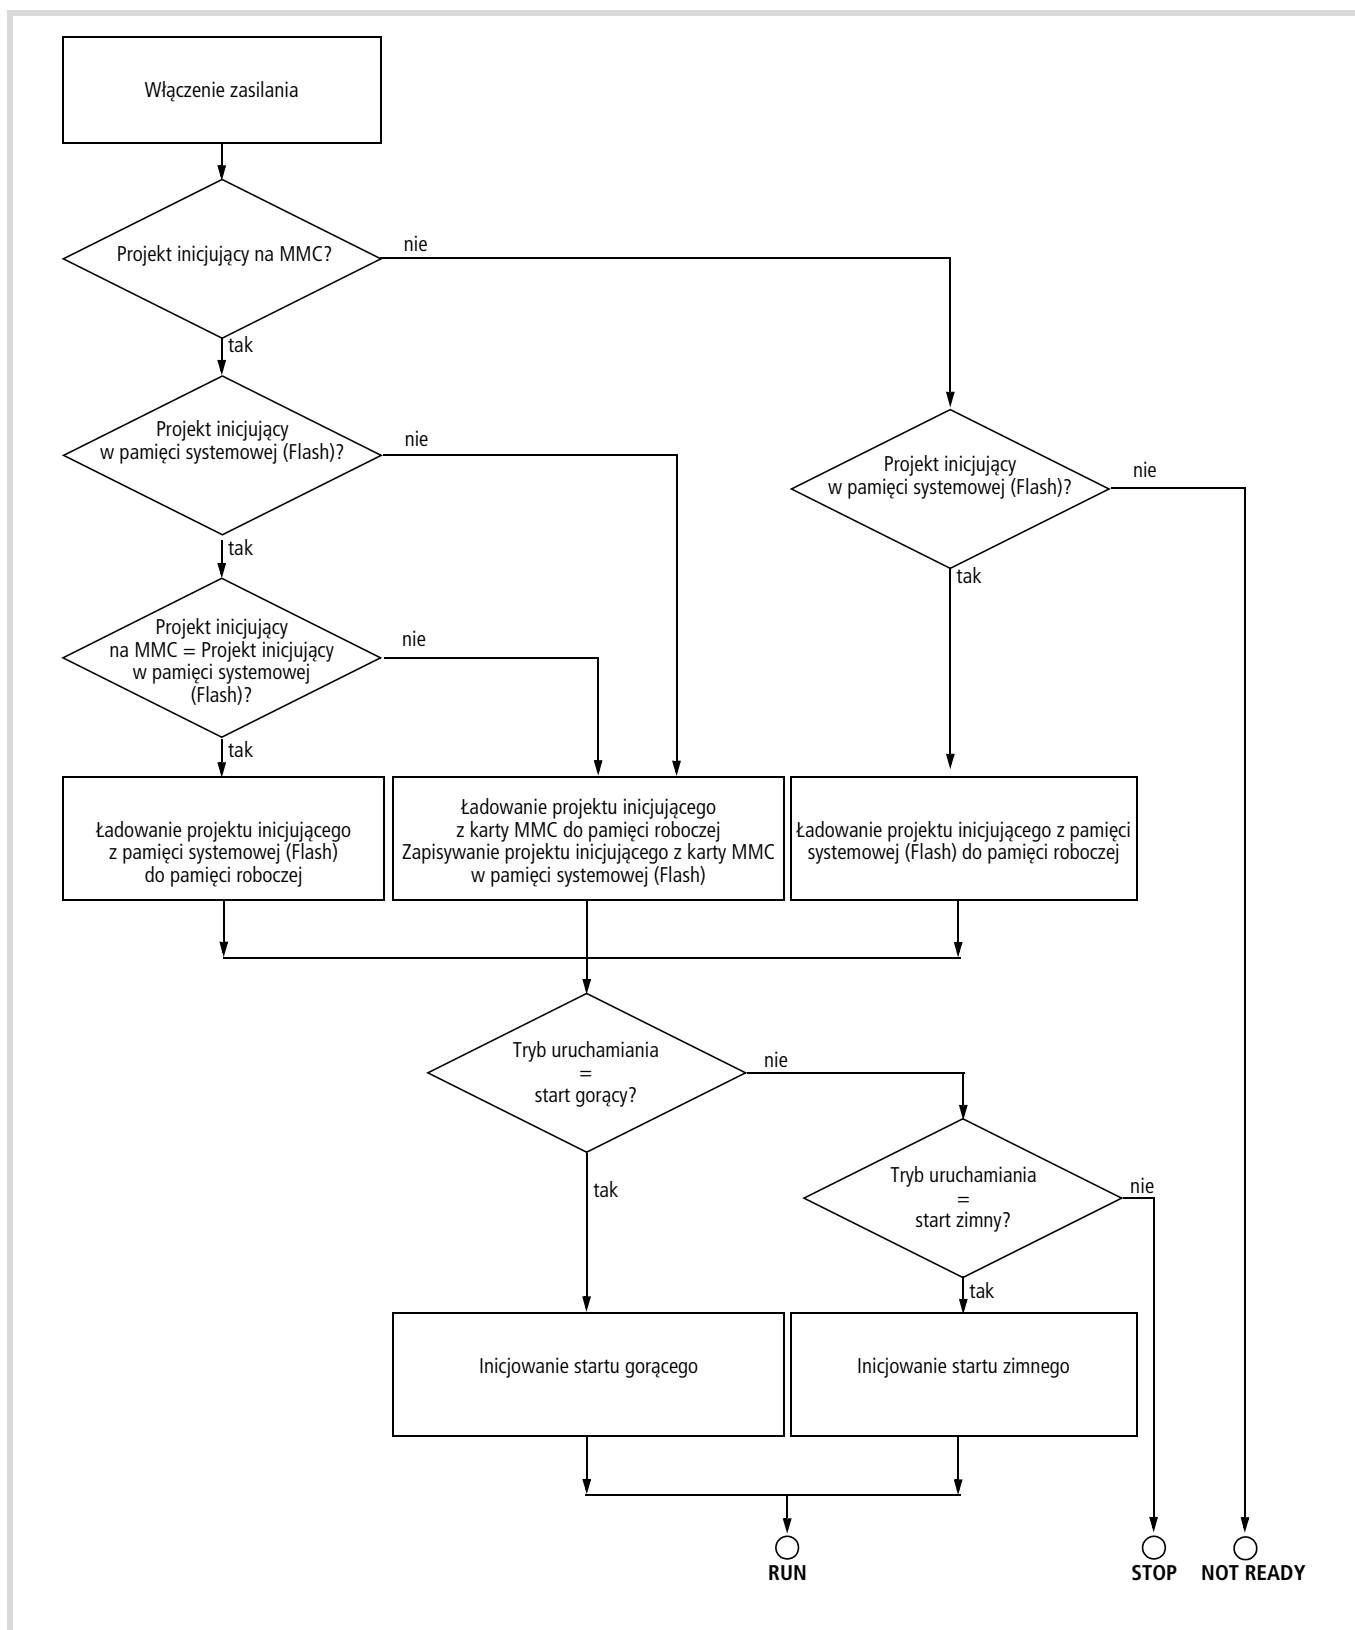 Włączenie zasilania
Projekt inicjujący na MMC?
nie
tak
Projekt inicjujący
w pamięci systemowej (Flash)?
nie
Projekt inicjujący
w pamięci systemowej (Flash)?
nie
tak
tak
Projekt inicjujący
na MMC = Projekt inicjujący
w pamięci systemowej
(Flash)?
nie
tak
Ładowanie projektu inicjującego
z pamięci systemowej (Flash)
do pamięci roboczej
Ładowanie projektu inicjującego
z karty MMC do pamięci roboczej
Zapisywanie projektu inicjującego z karty MMC
w pamięci systemowej (Flash)
Ładowanie projektu inicjującego z pamięci
systemowej (Flash) do pamięci roboczej
Tryb uruchamiania
=
start gorący?
nie
tak
Tryb uruchamiania
=
start zimny?
nie
tak
Inicjowanie startu gorącego
Inicjowanie startu zimnego
RUN
STOP
NOT READY